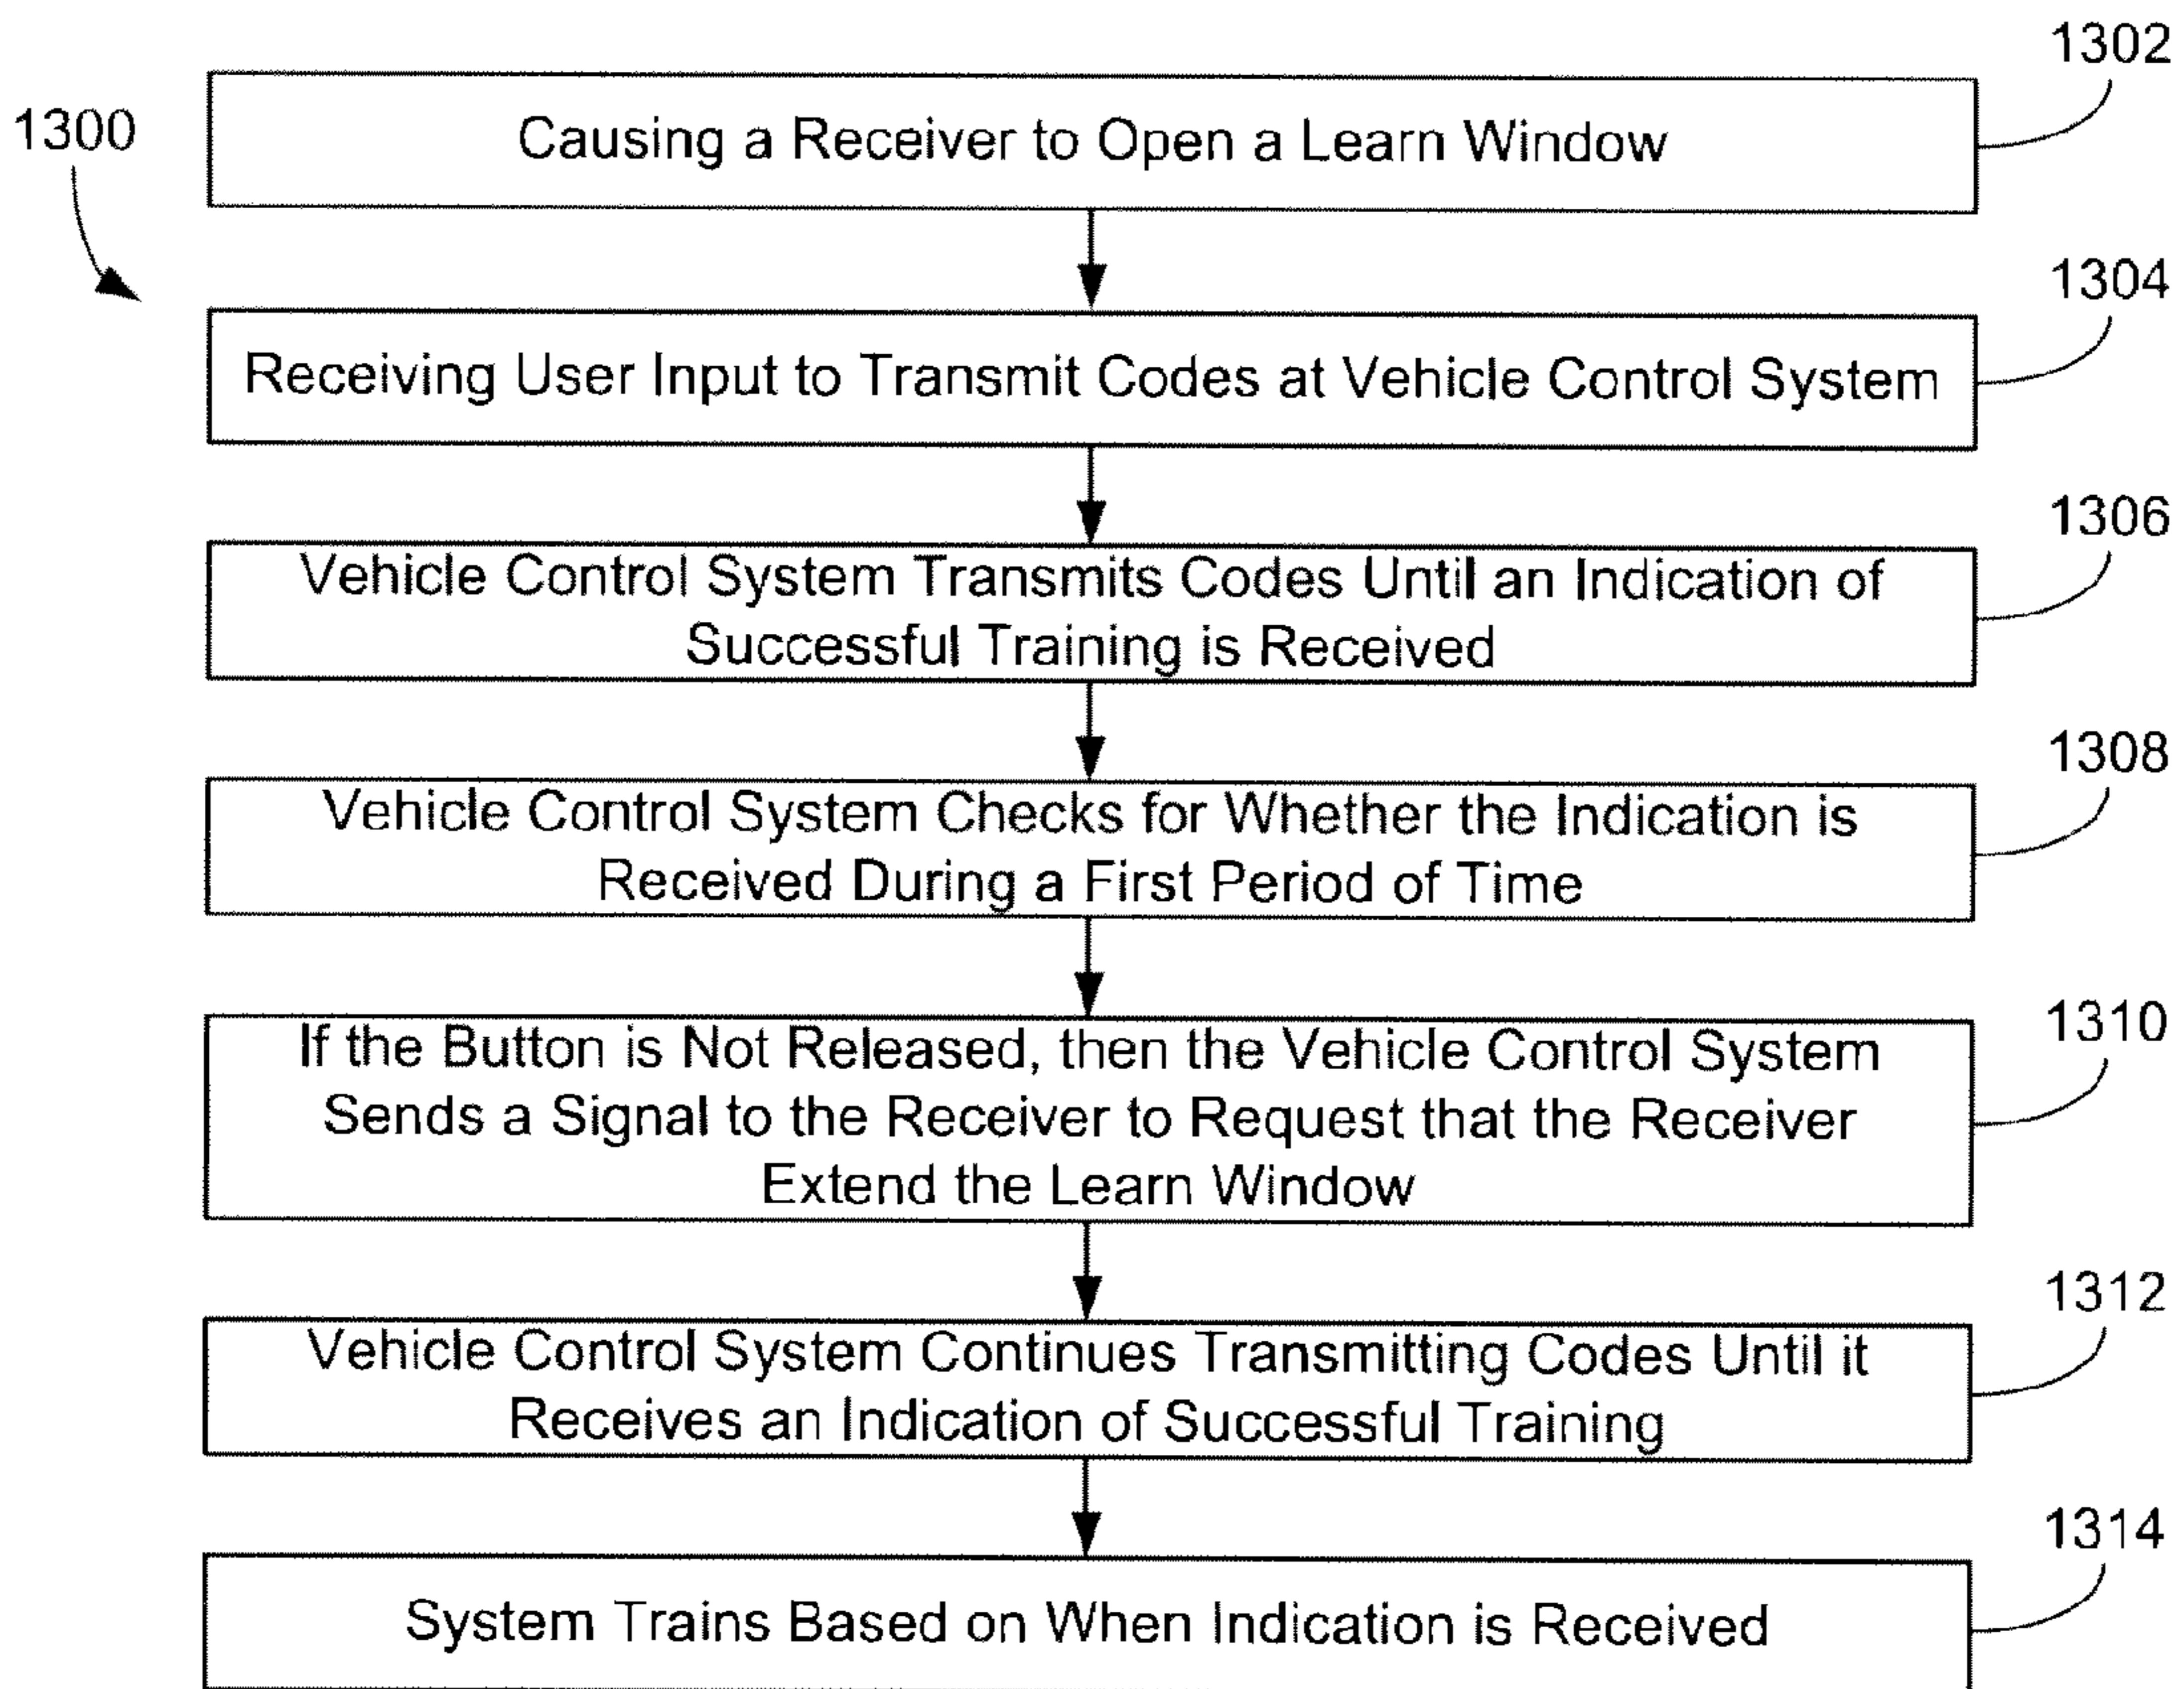 1302
1300
Causing a Receiver to Open a Learn Window
1304
Receiving User Input to Transmit Codes at Vehicle Control System
1306
Vehicle Control System Transmits Codes Until an Indication of
Successful Training is Received
1308
Vehicle Control System Checks for Whether the Indication is
Received During a First Period of Time
1310
If the Button is Not Released, then the Vehicle Control System
Sends a Signal to the Receiver to Request that the Receiver
Extend the Learn Window
1312
Vehicle Control System Continues Transmitting Codes Until it
Receives an Indication of Successful Training
1314
System Trains Based on When Indication is Received